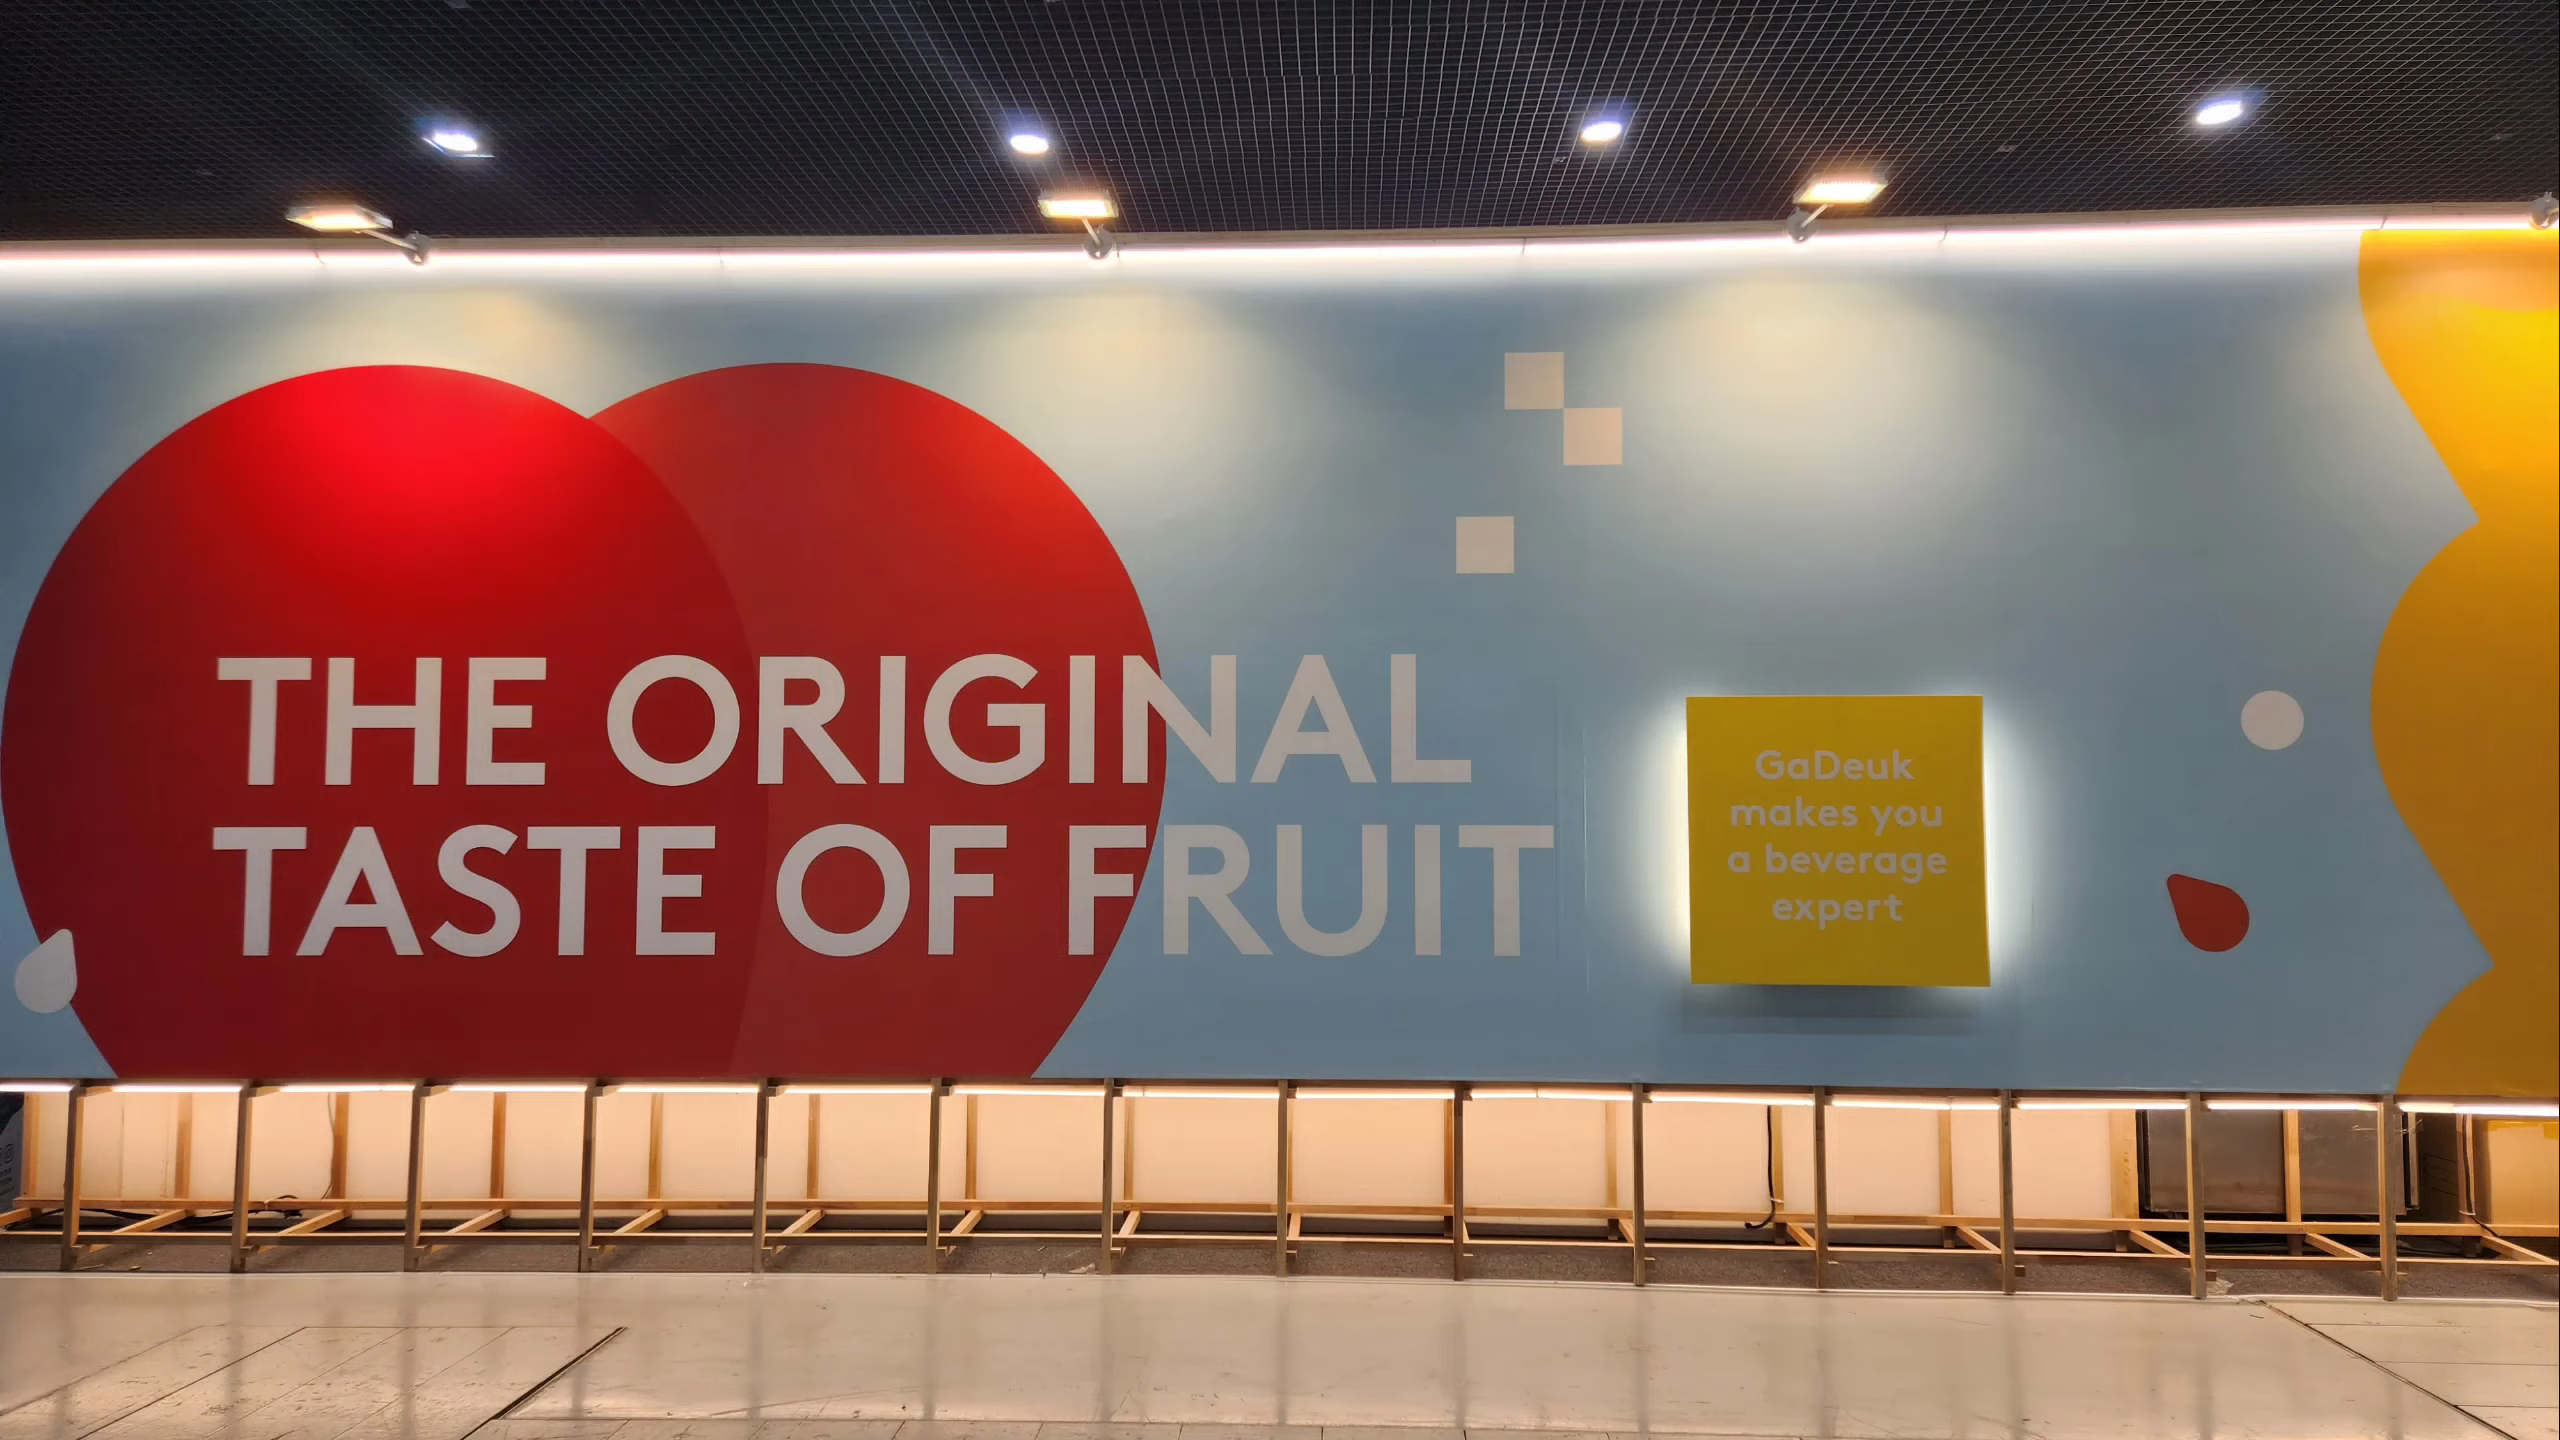 THE ORIGINAL
TASTE OF FRUIT
GaDeuk
makes you
a beverage
expert